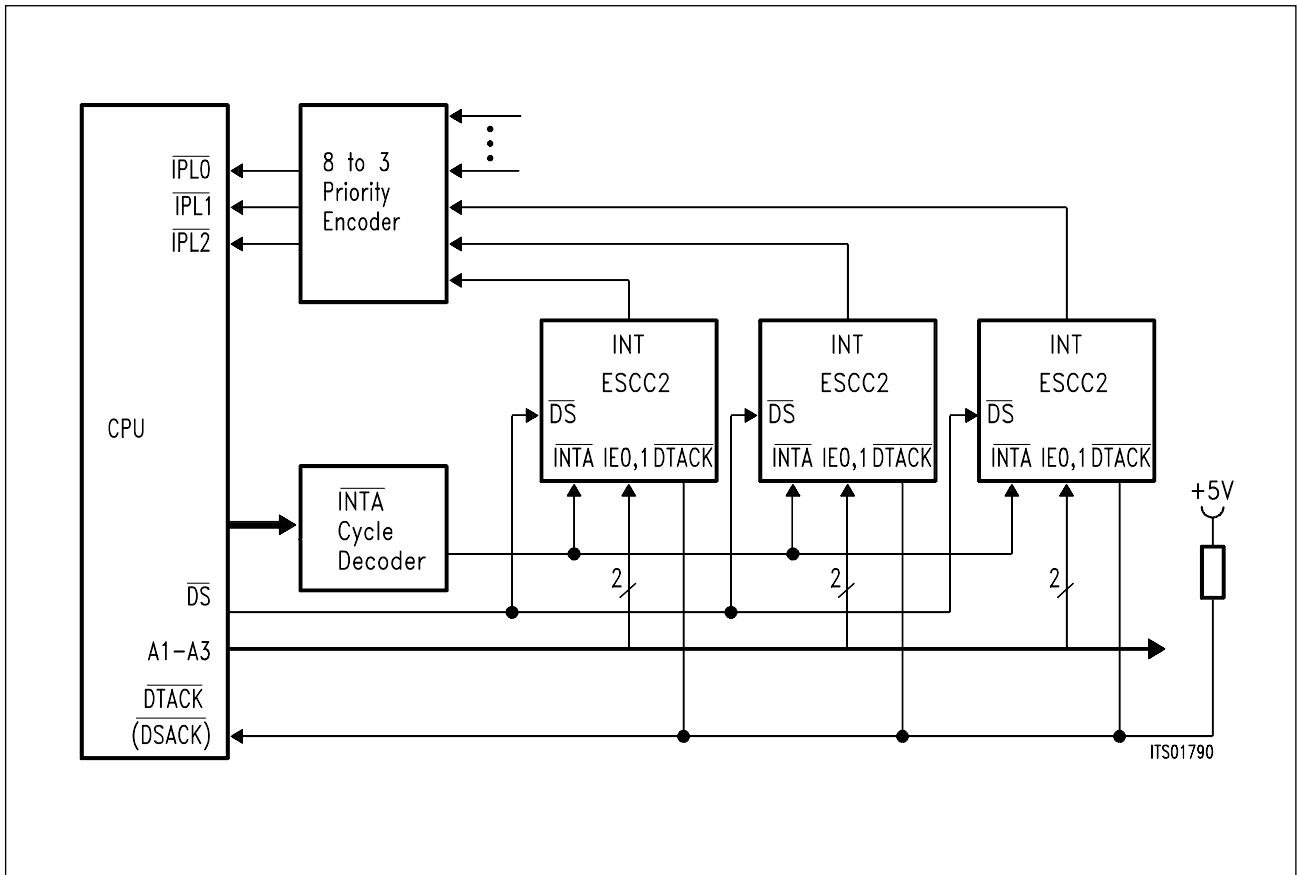 IPL0
IPL1
IPL2
8 to 3
Priority
Encoder
CPU
INT
ESCC2
DS
INTA IE0,1 DTACK
INT
ESCC2
DS
INTA IE0,1 DTACK
INT
ESCC2
DS
INTA IE0,1 DTACK
INTA
Cycle
Decoder
+5V
2
2
2
DS
A1-A3
DTACK
(DSACK)
ITS01790